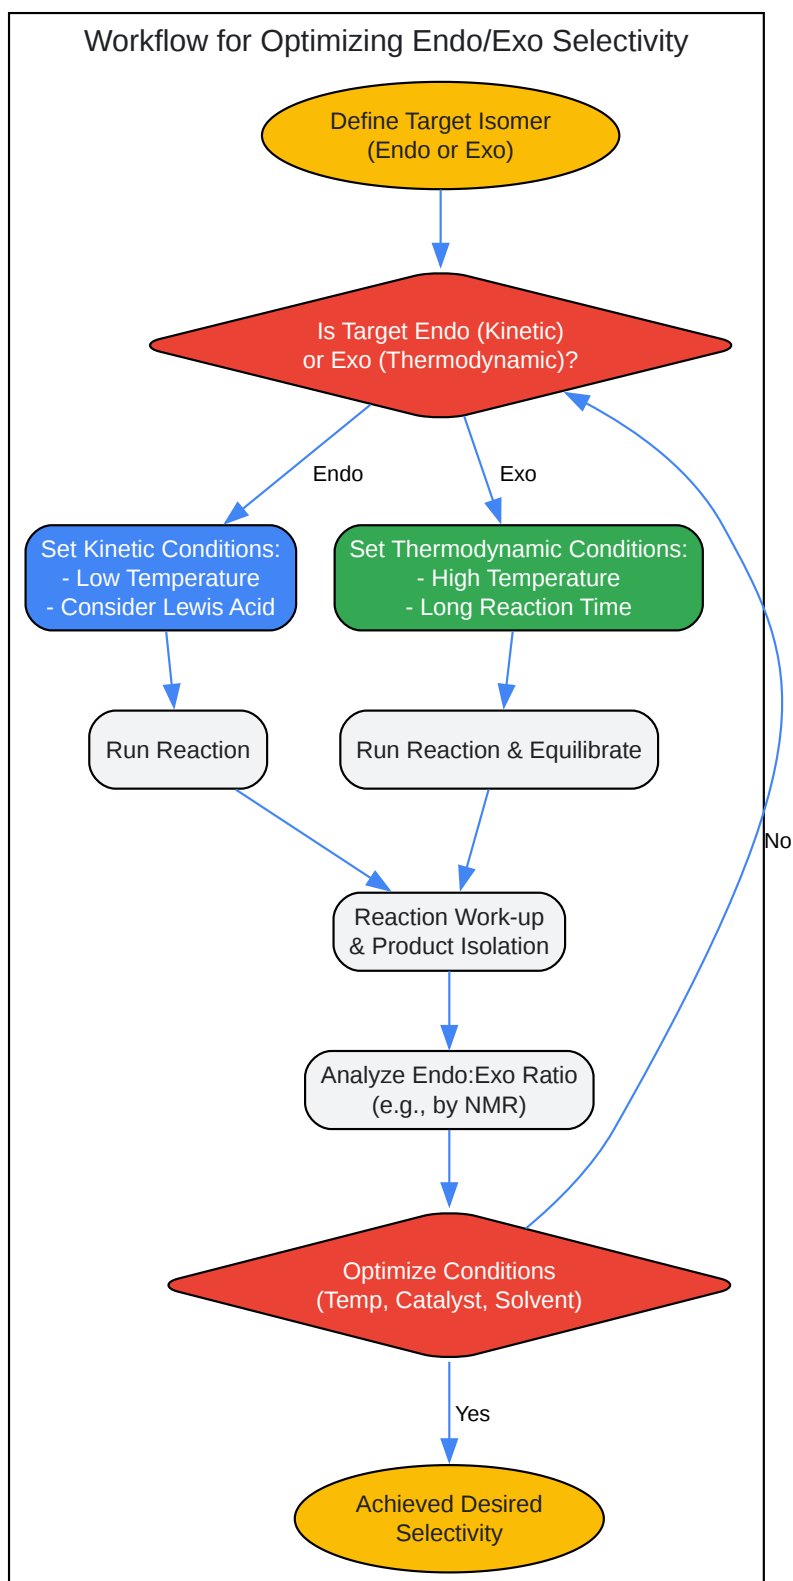 Workflow for Optimizing Endo/Exo Selectivity
Define Target Isomer
(Endo or Exo)
Is Target Endo (Kinetic)
or Exo (Thermodynamic)?
Endo
Exo
Set Kinetic Conditions:
- Low Temperature
- Consider Lewis Acid
Set Thermodynamic Conditions:
- High Temperature
- Long Reaction Time
Run Reaction
Run Reaction & Equilibrate
No
Reaction Work-up
& Product Isolation
Analyze Endo:Exo Ratio
(e.g., by NMR)
Optimize Conditions
(Temp, Catalyst, Solvent)
Yes
Achieved Desired
Selectivity